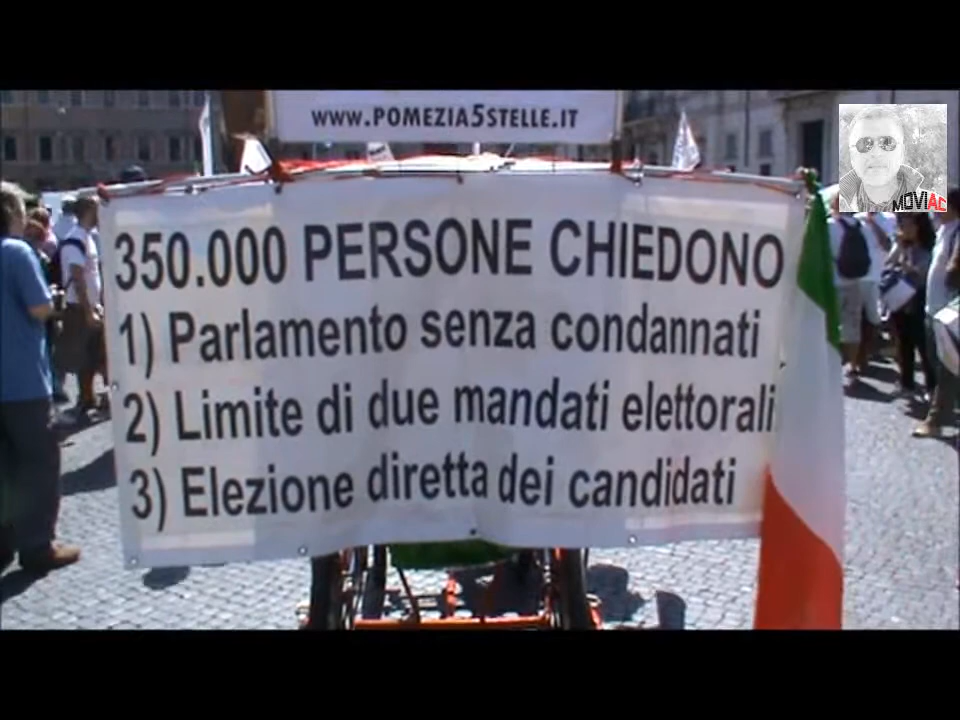 www.POMEZIA5STELLE.IT
MOVIAC
350.000 PERSONE CHIEDONO
1) Parlamento senza condannati
2) Limite di due mandati elettorali
3) Elezione diretta dei candidati